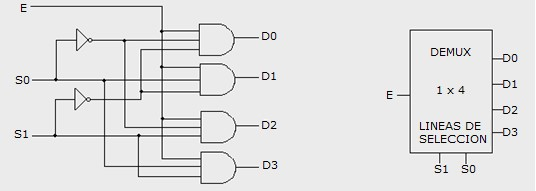 E
D0
S0
D1
S1
D2
D3
DEMUX
1 x 4
E
LINEAS DE
SELECCION
D0
D1
D2
D3
S1 S0